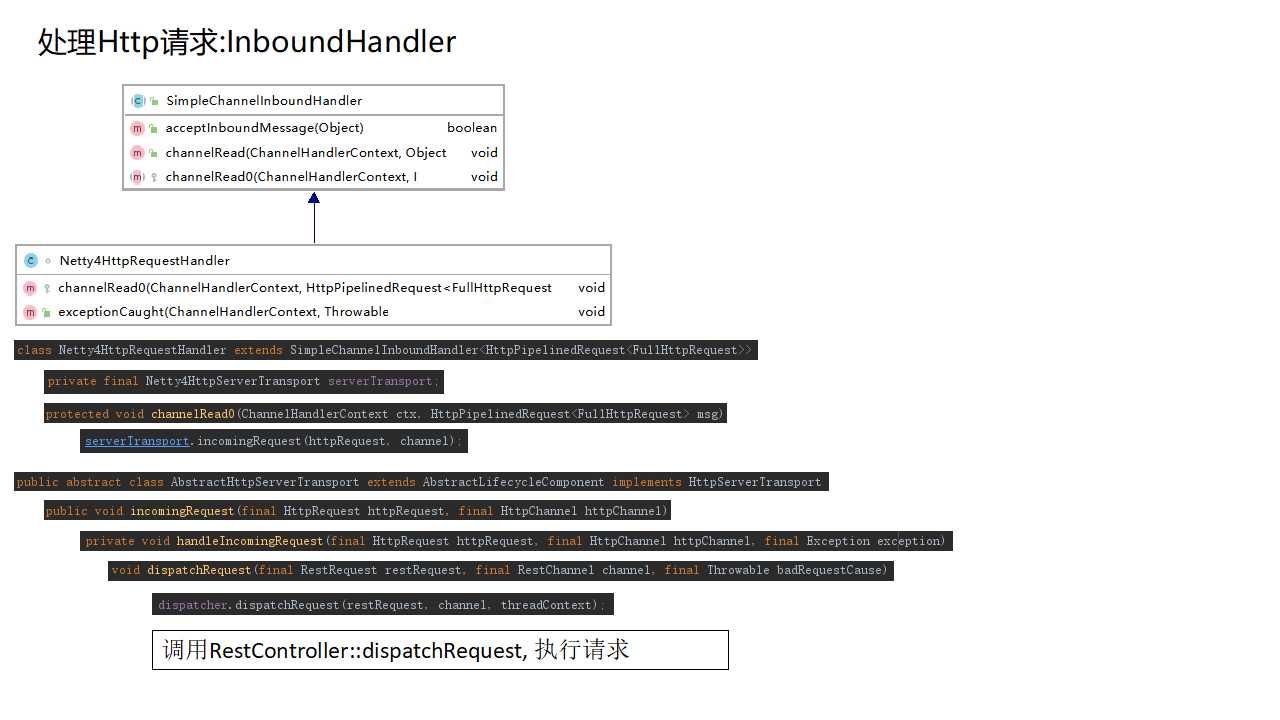 处理Http请求:InboundHandler
SimpleChannelInboundHandler
acceptInboundMessage(Object) boolean
channelRead(ChannelHandlerContext, Object void
channelRead0(ChannelHandlerContext, I void
Netty4HttpRequestHandler
channelRead0(ChannelHandlerContext, HttpPipelinedRequest<FullHttpRequest void
exceptionCaught(ChannelHandlerContext, Throwable void
class Netty4HttpRequestHandler extends SimpleChannelInboundHandler<HttpPipelinedRequest<FullHttpRequest>>
private final Netty4HttpServerTransport serverTransport;
protected void channelRead0(ChannelHandlerContext ctx, HttpPipelinedRequest<FullHttpRequest> msg)
serverTransport.incomingRequest(httpRequest, channel);
public abstract class AbstractHttpServerTransport extends AbstractLifecycleComponent implements HttpServerTransport
public void incomingRequest(final HttpRequest httpRequest, final HttpChannel httpChannel)
private void handleIncomingRequest(final HttpRequest httpRequest, final HttpChannel httpChannel, final Exception exception)
void dispatchRequest(final RestRequest restRequest, final RestChannel channel, final Throwable badRequestCause)
dispatcher.dispatchRequest(restRequest, channel, threadContext);
调用RestController::dispatchRequest, 执行请求